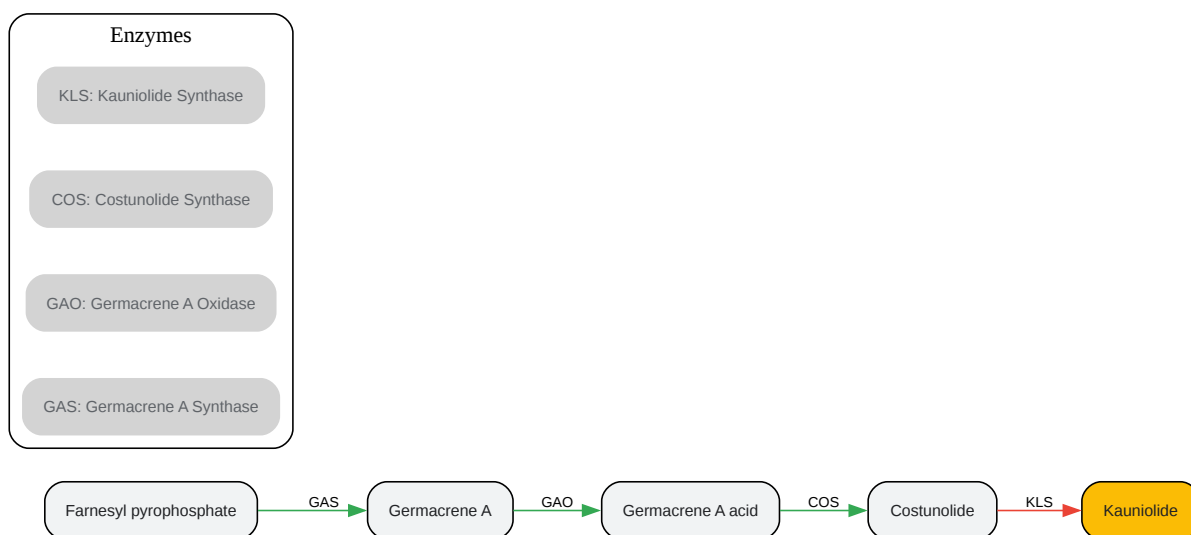 Enzymes
KLS: Kauniolide Synthase
COS: Costunolide Synthase
GAO: Germacrene A Oxidase
GAS: Germacrene A Synthase
Farnesyl pyrophosphate
GAS
Germacrene A
GAO
Germacrene A acid
COS
Costunolide
KLS
Kauniolide